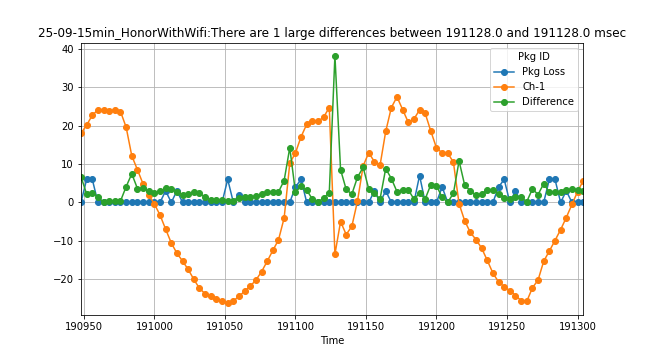 25-09-15min_HonorWithWifi:There are 1 large differences between 191128.0 and 191128.0 msec
Pkg ID
Pkg Loss
Ch-1
Difference
40
30
20
10
0
−10
−20
190950 191000 191050 191100 191150 191200 191250 191300
Time